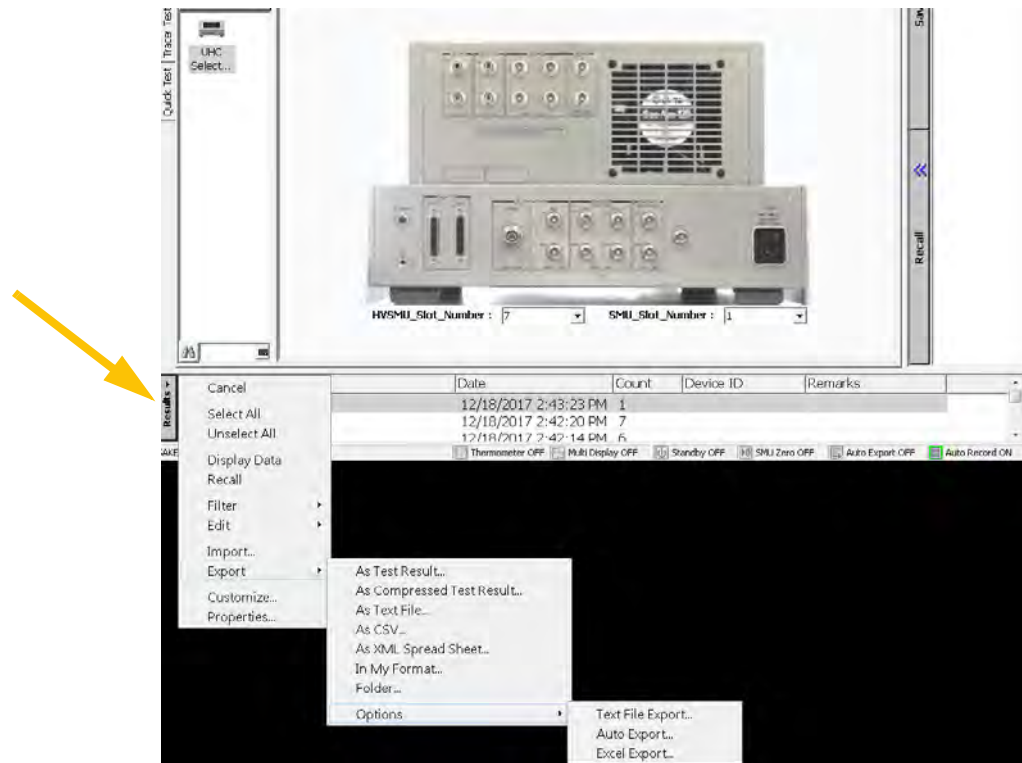 Tracer Test
Quick Test
UHC
Select...
Recall
HVSMU_Slot_Number : 7
SMU_Slot_Number : 1
Results
Date Count Device ID Remarks
12/18/2017 2:43:23 PM 1
12/18/2017 2:42:20 PM 7
12/18/2017 2:42:14 PM 6
Thermometer OFF Multi Display OFF Standby OFF SMU Zero OFF Auto Export OFF Auto Record ON
Cancel
Select All
Unselect All
Display Data
Recall
Filter
Edit
Import...
Export
Customize...
Properties...
As Test Result...
As Compressed Test Result...
As Text File...
As CSV...
As XML Spread Sheet...
In My Format...
Folder...
Options
Text File Export...
Auto Export...
Excel Export...